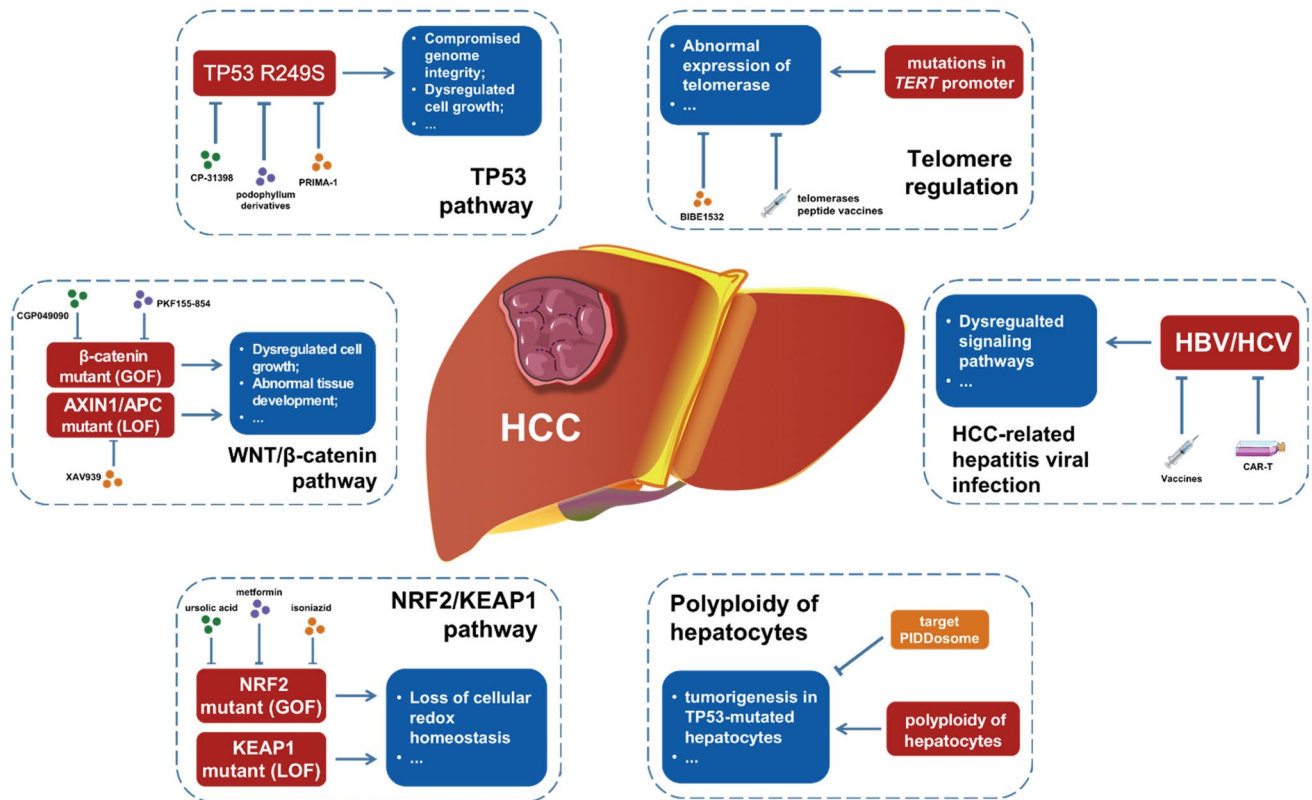 TP53 R249S
• Compromised
genome
integrity;
• Dysregulated
cell growth;
• ...
CP-31398
podophyllum
derivatives
PRIMA-1
TP53
pathway
• Abnormal
expression of
telomerase
• ...
mutations in
TERT promoter
BIBE1532
telomerases
peptide vaccines
Telomere
regulation
CGP049090
PKF155-854
β-catenin
mutant (GOF)
AXIN1/APC
mutant (LOF)
• Dysregulated cell
growth;
• Abnormal tissue
development;
• ...
XAV939
WNT/β-catenin
pathway
HCC
• Dysregualted
signaling
pathways
• ...
HBV/HCV
Vaccines
CAR-T
HCC-related
hepatitis viral
infection
ursolic acid
metformin
isoniazid
NRF2/KEAP1
pathway
NRF2
mutant (GOF)
KEAP1
mutant (LOF)
• Loss of cellular
redox
homeostasis
• ...
Polyploidy of
hepatocytes
target
PIDDosome
• tumorigenesis in
TP53-mutated
hepatocytes
• ...
polyploidy of
hepatocytes